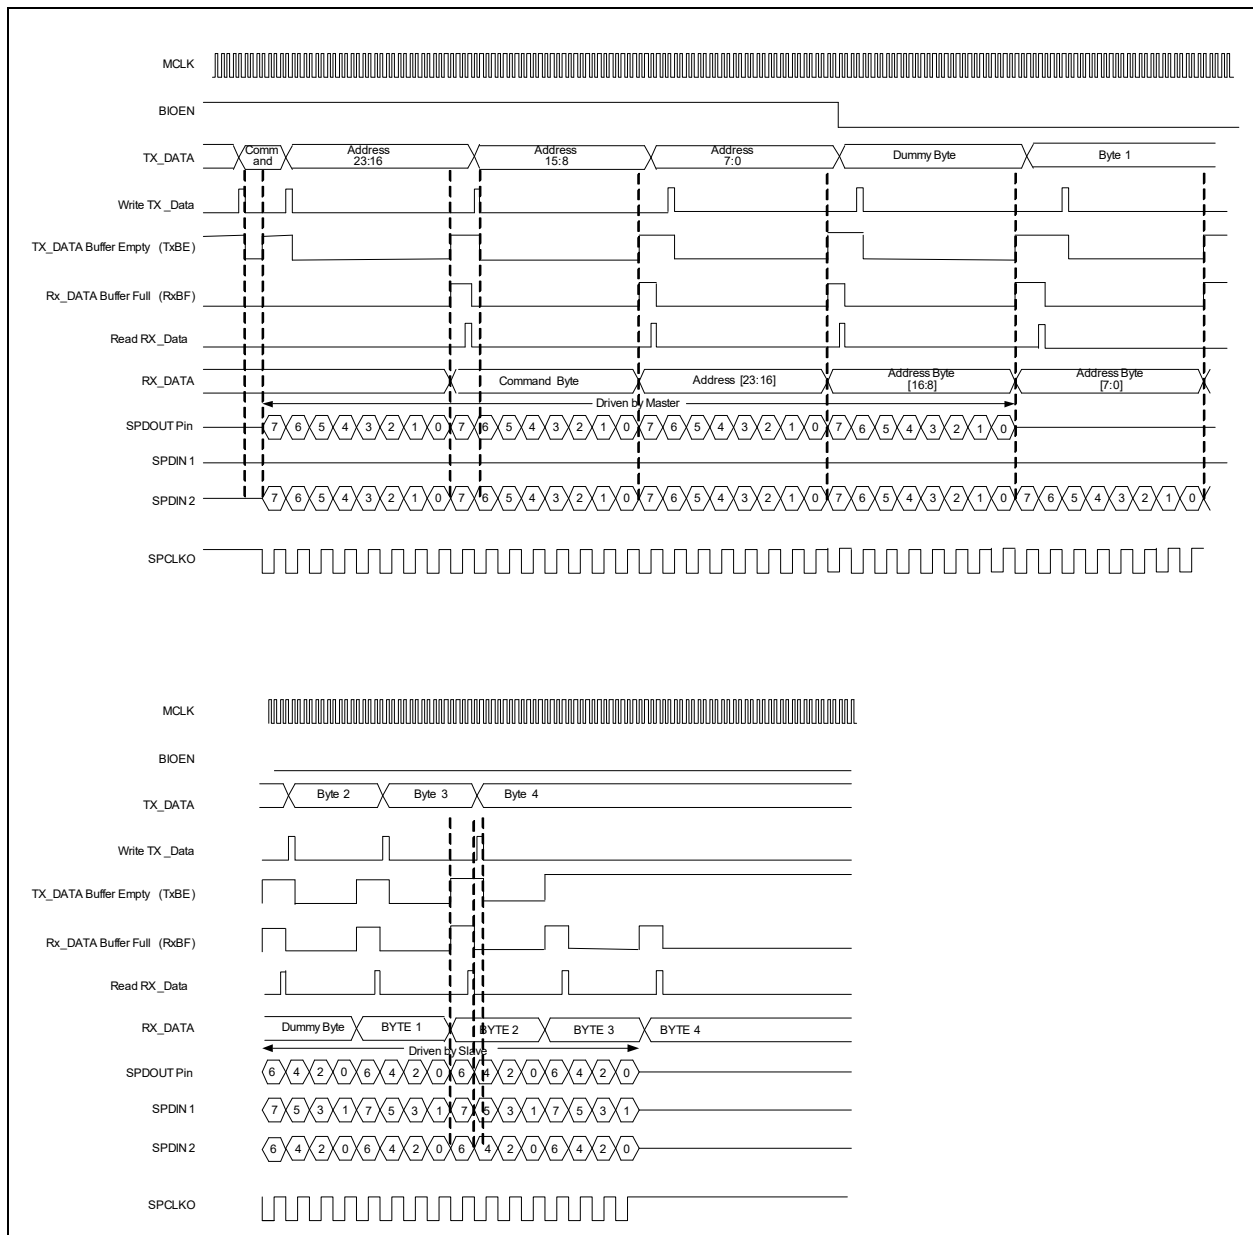 MCLK
BIOEN
TX_DATA
Comm
and
Address
23:16
Address
15:8
Address
7:0
Dummy Byte
Byte 1
Write TX_Data
TX_DATA Buffer Empty (TxBE)
Rx_DATA Buffer Full (RxBF)
Read RX_Data
RX_DATA
Command Byte
Address [23:16]
Address Byte
[16:8]
Address Byte
[7:0]
Driven by Master
SPDOUT Pin
7 6 5 4 3 2 1 0 7 6 5 4 3 2 1 0 7 6 5 4 3 2 1 0 7 6 5 4 3 2 1 0
SPDIN 1
SPDIN 2
7 6 5 4 3 2 1 0 7 6 5 4 3 2 1 0 7 6 5 4 3 2 1 0 7 6 5 4 3 2 1 0 7 6 5 4 3 2 1 0
SPCLKO
MCLK
BIOEN
TX_DATA
Byte 2
Byte 3
Byte 4
Write TX_Data
TX_DATA Buffer Empty (TxBE)
Rx_DATA Buffer Full (RxBF)
Read RX_Data
RX_DATA
Dummy Byte
BYTE 1
BYTE 2
BYTE 3
BYTE 4
Driven by Slave
SPDOUT Pin
6 4 2 0 6 4 2 0 6 4 2 0 6 4 2 0
SPDIN 1
7 5 3 1 7 5 3 1 7 5 3 1 7 5 3 1
SPDIN 2
6 4 2 0 6 4 2 0 6 4 2 0 6 4 2 0
SPCLKO